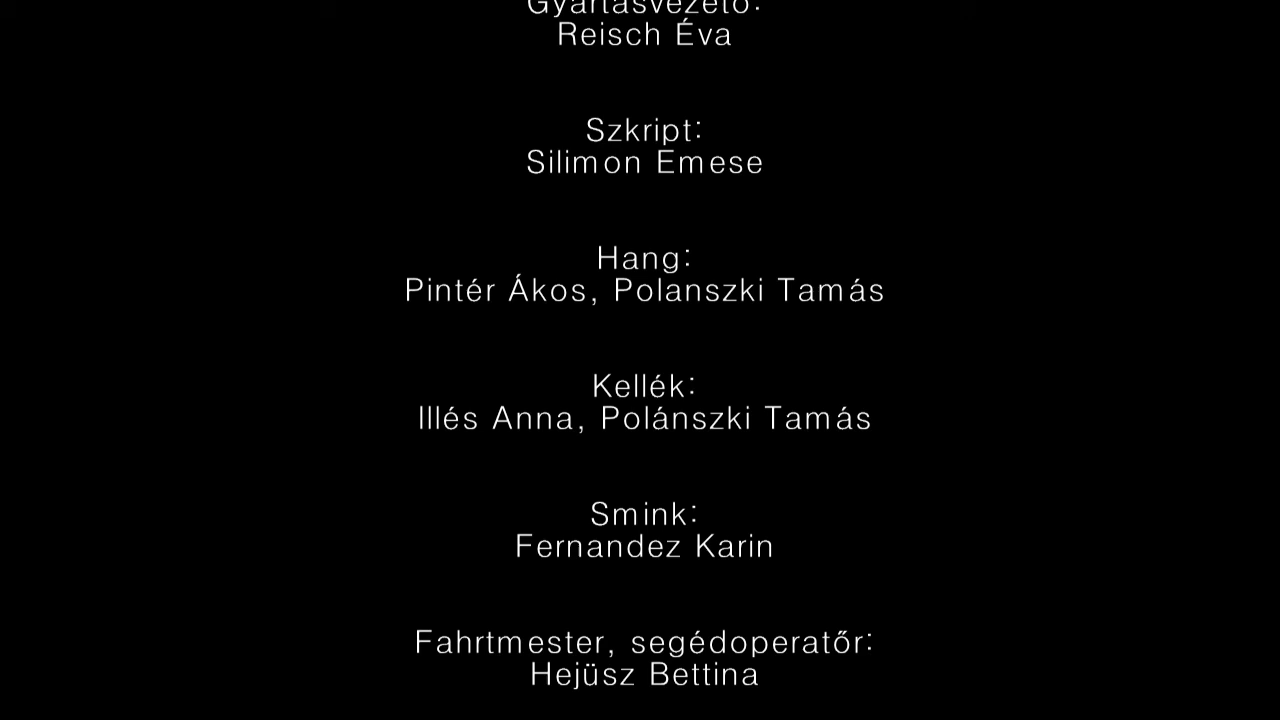 Gyártásvezető:
Reisch Éva
Szkript:
Silimon Emese
Hang:
Pintér Ákos, Polanszki Tamás
Kellék:
Illés Anna, Polánszki Tamás
Smink:
Fernandez Karin
Fahrtmester, segédoperatőr:
Hejüsz Bettina